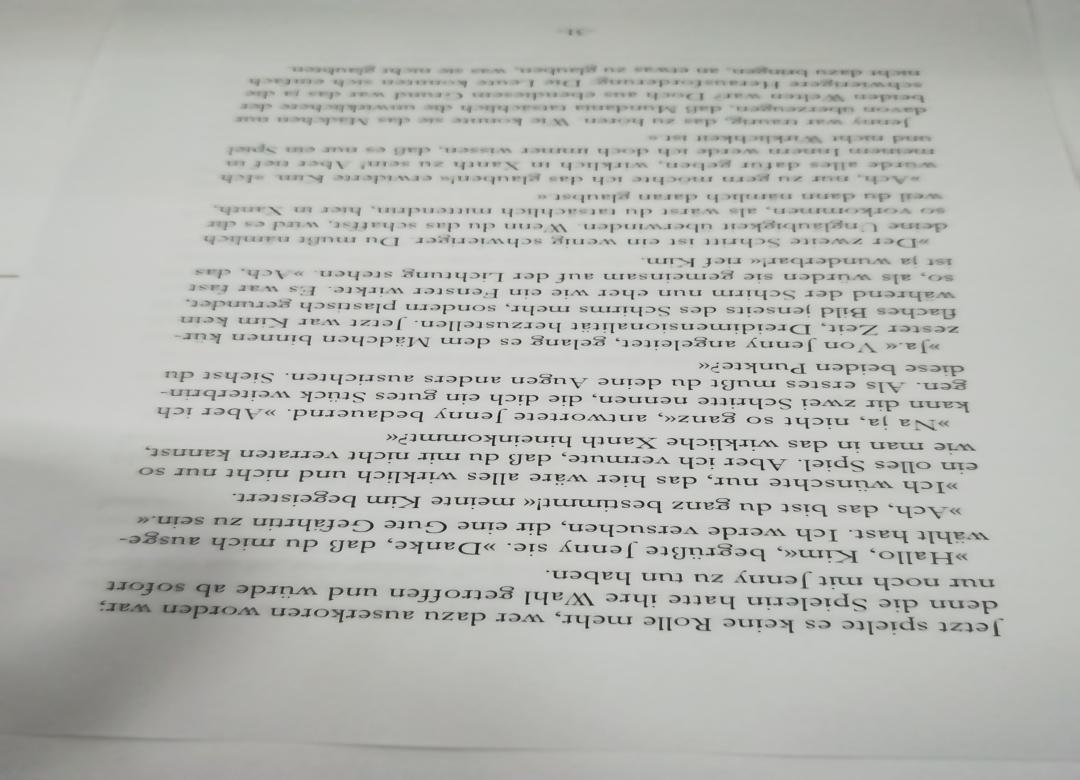 Jetzt spielte es keine Rolle mehr, wer dazu auserkoren worden war;
denn die Spielerin hatte ihre Wahl getroffen und würde ab sofort
nur noch mit Jenny zu tun haben.
»Hallo, Kim«, begrüßte Jenny sie. »Danke, daß du mich ausge-
wählt hast. Ich werde versuchen, dir eine Gute Gefährtin zu sein.«
»Ach, das bist du ganz bestimmt!« meinte Kim begeistert.
»Ich wünschte nur, das hier wäre alles wirklich und nicht nur so
ein olles Spiel. Aber ich vermute, daß du mir nicht verraten kannst,
wie man in das wirkliche Xanth hineinkommt?«
»Na ja, nicht so ganz«, antwortete Jenny bedauernd. »Aber ich
kann dir zwei Schritte nennen, die dich ein gutes Stück weiterbrin-
gen. Als erstes mußt du deine Augen anders ausrichten. Siehst du
diese beiden Punkte?«
»Ja.« Von Jenny angeleitet, gelang es dem Mädchen binnen kür-
zester Zeit, Dreidimensionalität herzustellen. Jetzt war Kim kein
flaches Bild jenseits des Schirms mehr, sondern plastisch gerundet,
während der Schirm nun eher wie ein Fenster wirkte. Es war fast
so, als würden sie gemeinsam auf der Lichtung stehen. »Ach, das
ist ja wunderbar!« rief Kim.
»Der zweite Schritt ist ein wenig schwieriger. Du mußt nämlich
deine Ungläubigkeit überwinden. Wenn du das schaffst, wird es dir
so vorkommen, als wärst du tatsächlich mittendrin, hier in Xanth,
weil du dann nämlich daran glaubst.«
»Ach, nur zu gern möchte ich das glauben!« erwiderte Kim. »Ich
würde alles dafür geben, wirklich in Xanth zu sein! Aber tief in
meinem Innern werde ich doch immer wissen, daß es nur ein Spiel
und nicht Wirklichkeit ist.«
Jenny war traurig, das zu hören. Wie konnte sie das Mädchen nur
davon überzeugen, daß Mundania tatsächlich die unwirklichere der
beiden Welten war? Doch aus ebendiesem Grund war das ja die
schwierigere Herausforderung. Die Leute konnten sich einfach
nicht dazu bringen, an etwas zu glauben, was sie nicht glaubten.
-31-